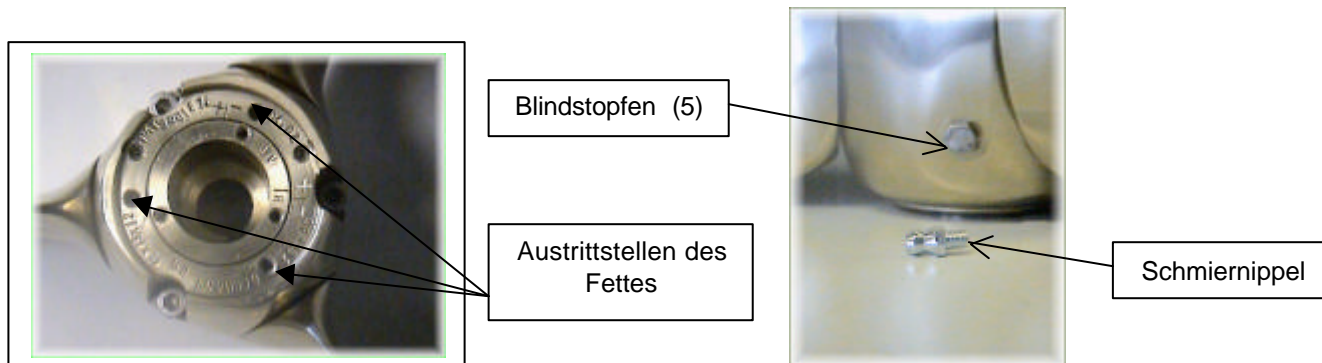 Blindstopfen (5)
Austrittstellen des
Fettes
Schmiernippel